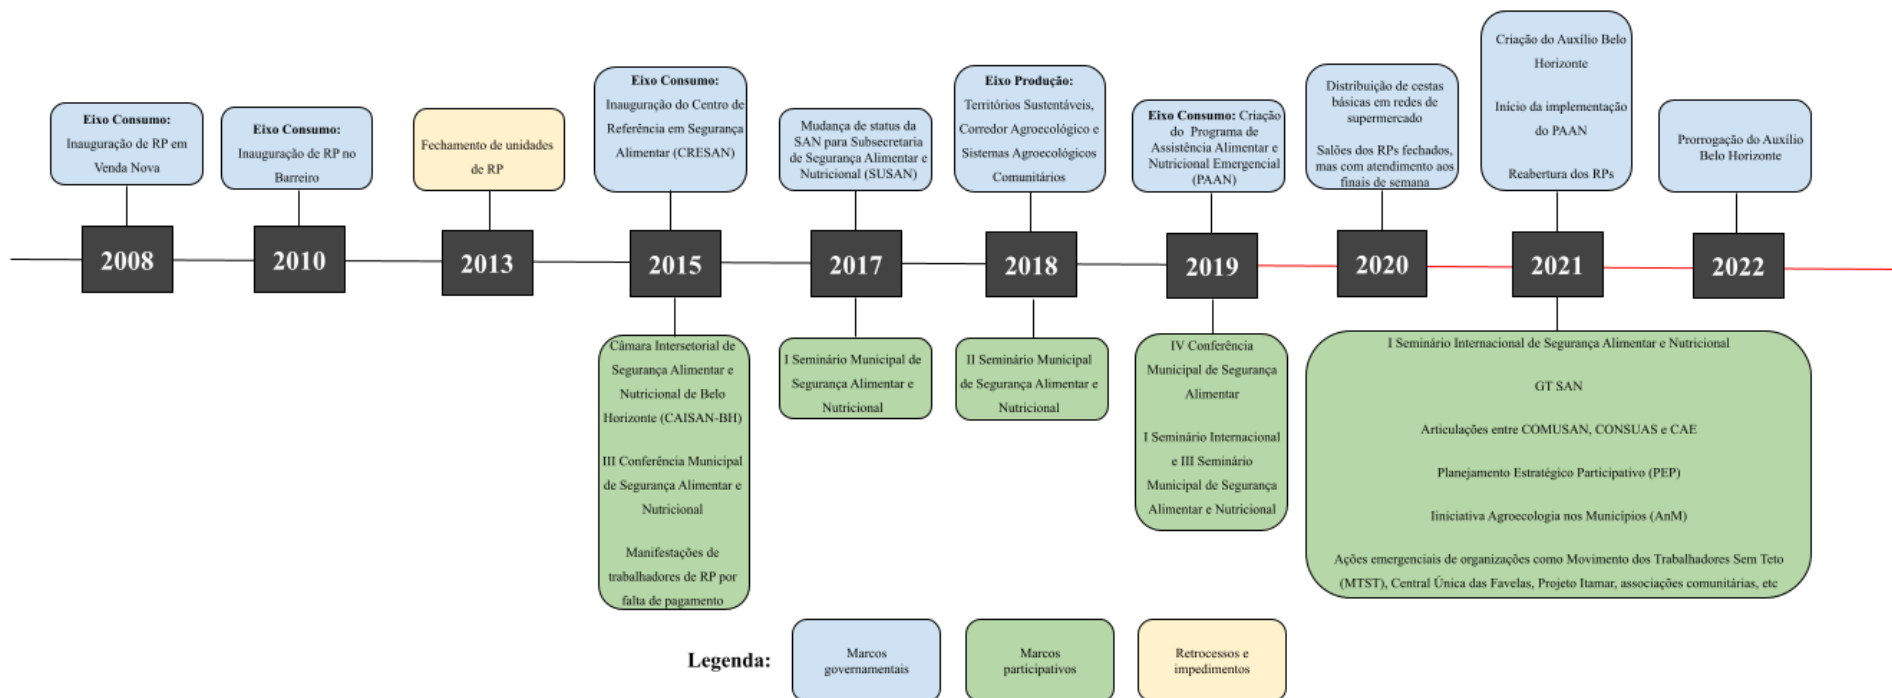 Eixo Consumo:
Inauguração de RP em
Venda Nova
Eixo Consumo:
Inauguração de RP no
Barreiro
Fechamento de unidades
de RP
Eixo Consumo:
Inauguração do Centro de
Referência em Segurança
Alimentar (CRESAN)
Mudança de status da
SAN para Subsecretaria
de Segurança Alimentar e
Nutricional (SUSAN)
Eixo Produção:
Territórios Sustentáveis,
Corredor Agroecológico e
Sistemas Agroecológicos
Comunitários
Eixo Consumo: Criação
do Programa de
Assistência Alimentar e
Nutricional Emergencial
(PAAN)
Distribuição de cestas
básicas em redes de
supermercado
Salões dos RPs fechados,
mas com atendimento aos
finais de semana
Criação do Auxílio Belo
Horizonte
Início da implementação
do PAAN
Reabertura dos RPs
Prorrogação do Auxílio
Belo Horizonte
2008
2010
2013
2015
2017
2018
2019
2020
2021
2022
Câmara Intersetorial de
Segurança Alimentar e
Nutricional de Belo
Horizonte (CAISAN-BH)
III Conferência Municipal
de Segurança Alimentar e
Nutricional
Manifestações de
trabalhadores de RP por
falta de pagamento
I Seminário Municipal de
Segurança Alimentar e
Nutricional
II Seminário Municipal
de Segurança Alimentar e
Nutricional
IV Conferência
Municipal de Segurança
Alimentar
I Seminário Internacional
e III Seminário
Municipal de Segurança
Alimentar e Nutricional
I Seminário Internacional de Segurança Alimentar e Nutricional
GT SAN
Articulações entre COMUSAN, CONSUAS e CAE
Planejamento Estratégico Participativo (PEP)
Iiniciativa Agroecologia nos Municípios (AnM)
Ações emergenciais de organizações como Movimento dos Trabalhadores Sem Teto
(MTST), Central Única das Favelas, Projeto Itamar, associações comunitárias, etc
Legenda:
Marcos
governamentais
Marcos
participativos
Retrocessos e
impedimentos